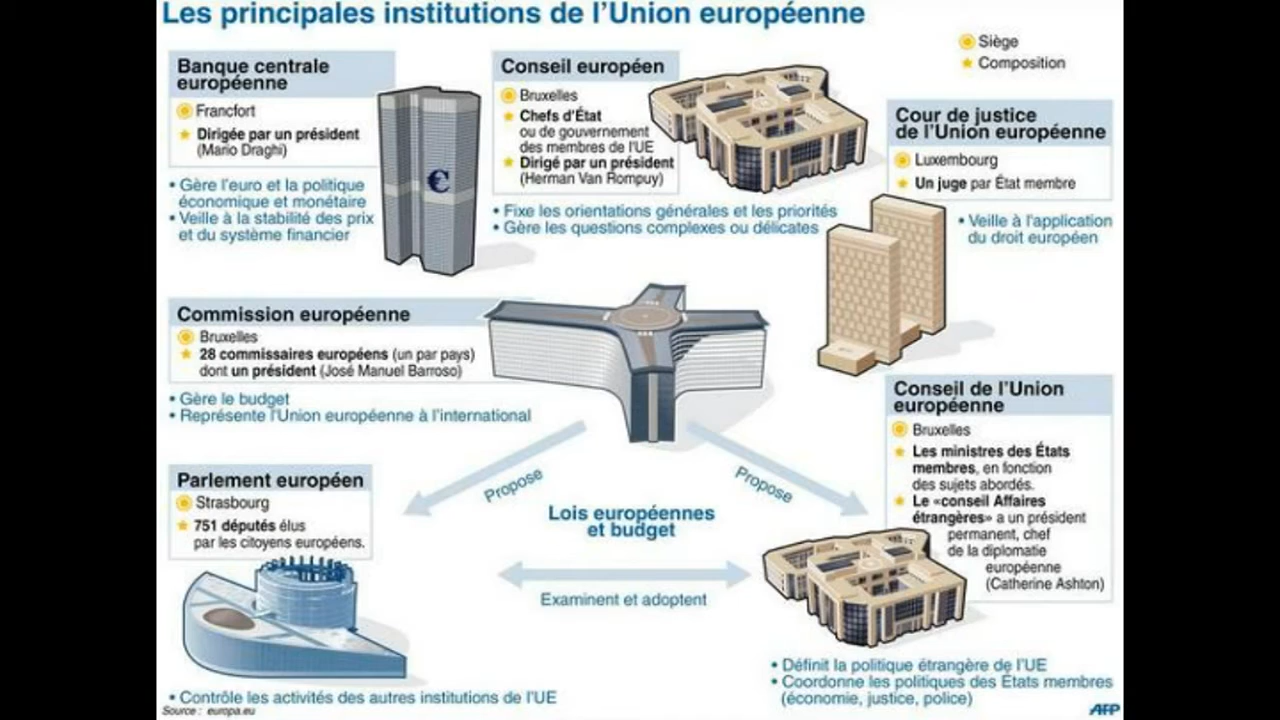 Les principales institutions de l'Union européenne
Siège
Composition
Banque centrale
européenne
Francfort
Dirigée par un président
(Mario Draghi)
• Gère l'euro et la politique
économique et monétaire
• Veille à la stabilité des prix
et du système financier
€
Conseil européen
Bruxelles
Chefs d'État
ou de gouvernement
des membres de l'UE
Dirigé par un président
(Herman Van Rompuy)
• Fixe les orientations générales et les priorités
• Gère les questions complexes ou délicates
Cour de justice
de l'Union européenne
Luxembourg
Un juge par État membre
• Veille à l'application
du droit européen
Commission européenne
Bruxelles
28 commissaires européens (un par pays)
dont un président (José Manuel Barroso)
• Gère le budget
• Représente l'Union européenne à l'international
Conseil de l'Union
européenne
Bruxelles
Les ministres des États
membres, en fonction
des sujets abordés.
Le «conseil Affaires
étrangères» a un président
permanent, chef
de la diplomatie
européenne
(Catherine Ashton)
• Définit la politique étrangère de l'UE
• Coordonne les politiques des États membres
(économie, justice, police)
Parlement européen
Strasbourg
751 députés élus
par les citoyens européens.
• Contrôle les activités des autres institutions de l'UE
Propose
Propose
Lois européennes
et budget
Examinent et adoptent
Source : europa.eu
AFP